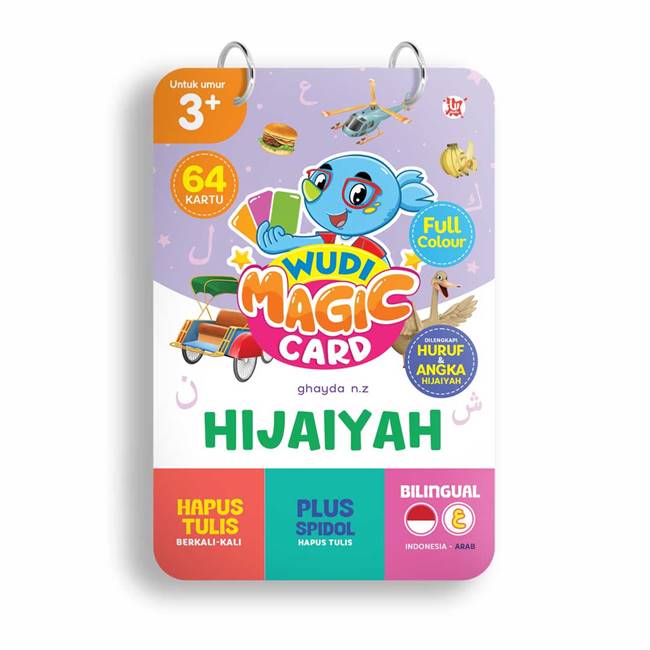 Untuk umur
3+
64
KARTU
Full
Colour
WUDI
MAGIC
CARD
DILENGKAPI
HURUF
&
ANGKA
HIJAIYAH
ghayda n.z
HIJAIYAH
ع
ل
ك
ن
ش
HAPUS
TULIS
BERKALI-KALI
PLUS
SPIDOL
HAPUS TULIS
BILINGUAL
ع
INDONESIA - ARAB